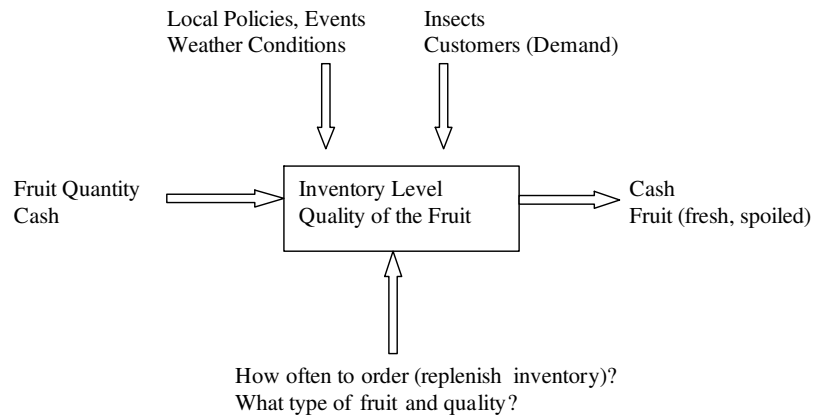 Local Policies, Events
Weather Conditions
Insects
Customers (Demand)
Fruit Quantity
Cash
Inventory Level
Quality of the Fruit
Cash
Fruit (fresh, spoiled)
How often to order (replenish inventory)?
What type of fruit and quality?